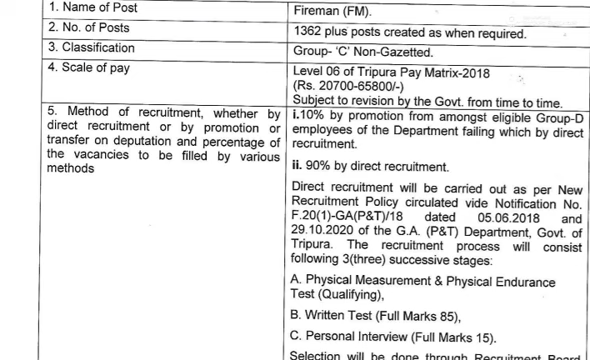 1. Name of Post
Fireman (FM).
2. No. of Posts
1362 plus posts created as when required.
3. Classification
Group- ‘C’ Non-Gazetted.
4. Scale of pay
Level 06 of Tripura Pay Matrix-2018
(Rs. 20700-65800/-)
Subject to revision by the Govt. from time to time.
5. Method of recruitment, whether by
direct recruitment or by promotion or
transfer on deputation and percentage of
the vacancies to be filled by various
methods
i.10% by promotion from amongst eligible Group-D
employees of the Department failing which by direct
recruitment.
ii. 90% by direct recruitment.
Direct recruitment will be carried out as per New
Recruitment Policy circulated vide Notification No.
F.20(1)-GA(P&T)/18 dated 05.06.2018 and
29.10.2020 of the G.A. (P&T) Department, Govt. of
Tripura. The recruitment process will consist
following 3(three) successive stages:
A. Physical Measurement & Physical Endurance
Test (Qualifying),
B. Written Test (Full Marks 85),
C. Personal Interview (Full Marks 15).
Selection will be done through Recruitment Board